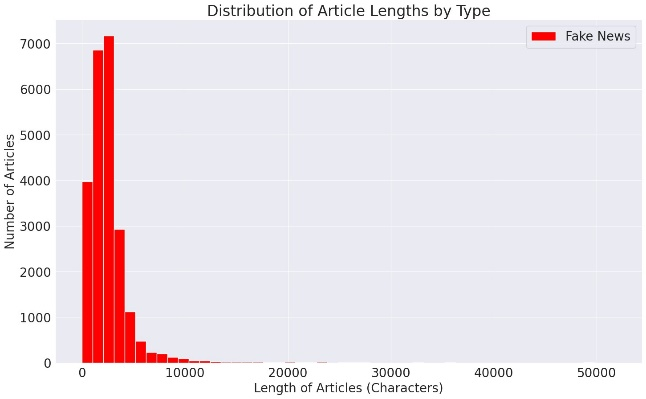 Distribution of Article Lengths by Type
Fake News
Number of Articles
7000
6000
5000
4000
3000
2000
1000
0
0 10000 20000 30000 40000 50000
Length of Articles (Characters)